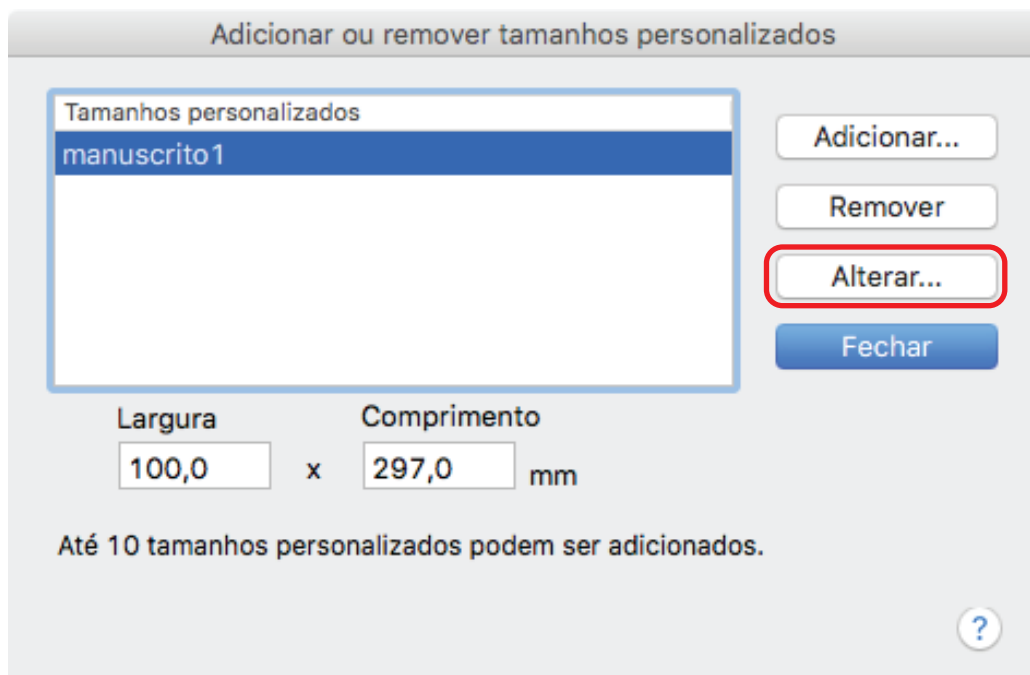 Adicionar ou remover tamanhos personalizados
Tamanhos personalizados
manuscrito1
Adicionar...
Remover
Alterar...
Fechar
Largura Comprimento
100,0 x 297,0 mm
Até 10 tamanhos personalizados podem ser adicionados.
?